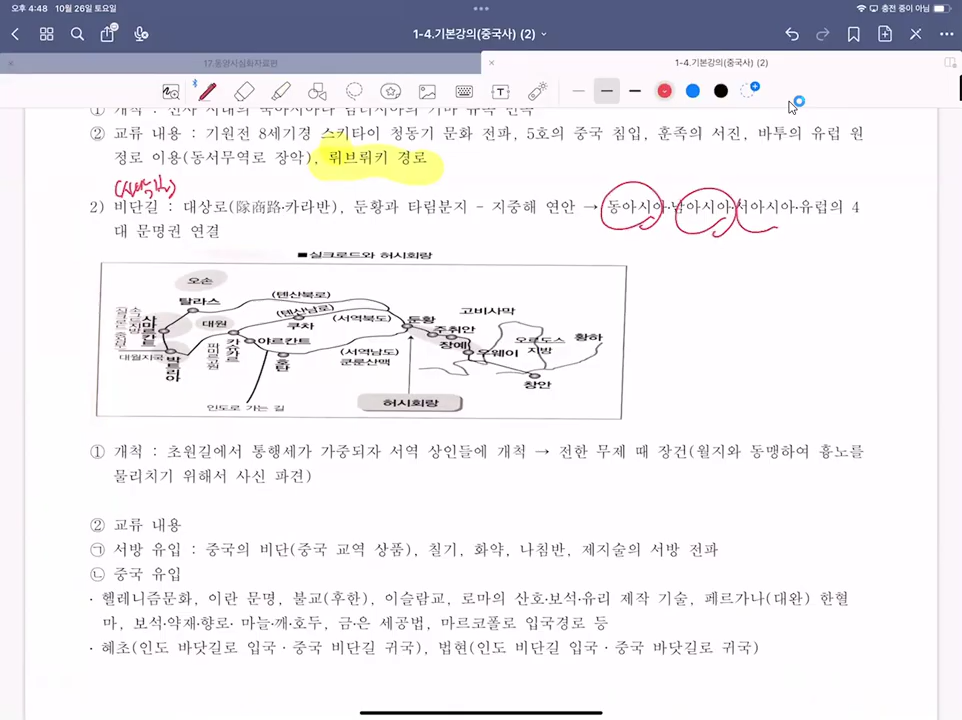 오후 4:48 10월 26일 토요일
충전 중이 아님
1-4.기본강의(중국사) (2)
17.동양사심화자료편
1-4.기본강의(중국사) (2)
② 교류 내용 : 기원전 8세기경 스키타이 청동기 문화 전파, 5호의 중국 침입, 훈족의 서진, 바투의 유럽 원
정로 이용(동서무역로 장악), 뤼브뤼키 경로
2) 비단길 : 대상로(隊商路·카라반), 둔황과 타림분지 - 지중해 연안 → 동아시아·남아시아·서아시아·유럽의 4
대 문명권 연결
■실크로드와 허시회랑
오손
탈라스
(톈산북로)
(톈산남로)
고비사막
사마르칸트
대원
쿠차
(서역북도)
둔황
주취안
장예
우웨이
오르도스
지방
황하
카슈가르
야르칸트
파미르고원
대월지국
박트리아
호탄
(서역남도)
쿤룬산맥
창안
인도로 가는 길
허시회랑
① 개척 : 초원길에서 통행세가 가중되자 서역 상인들에 개척 → 전한 무제 때 장건(월지와 동맹하여 흉노를
물리치기 위해서 사신 파견)
② 교류 내용
㉠ 서방 유입 : 중국의 비단(중국 교역 상품), 칠기, 화약, 나침반, 제지술의 서방 전파
㉡ 중국 유입
· 헬레니즘문화, 이란 문명, 불교(후한), 이슬람교, 로마의 산호·보석·유리 제작 기술, 페르가나(대완) 한혈
마, 보석·약재·향로· 마늘·깨·호두, 금·은 세공법, 마르코폴로 입국경로 등
· 혜초(인도 바닷길로 입국 · 중국 비단길 귀국), 법현(인도 비단길 입국 · 중국 바닷길로 귀국)